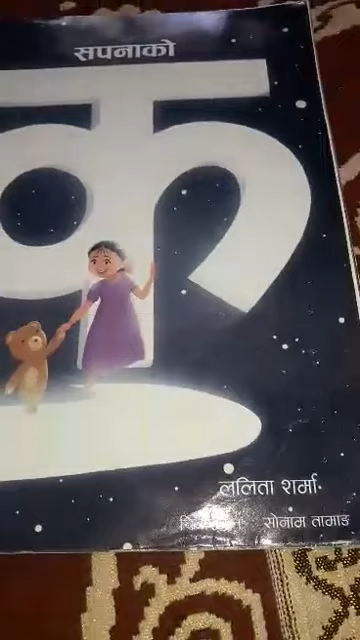 सपनाको
क
ललिता शर्मा
सोनाम तामाङ